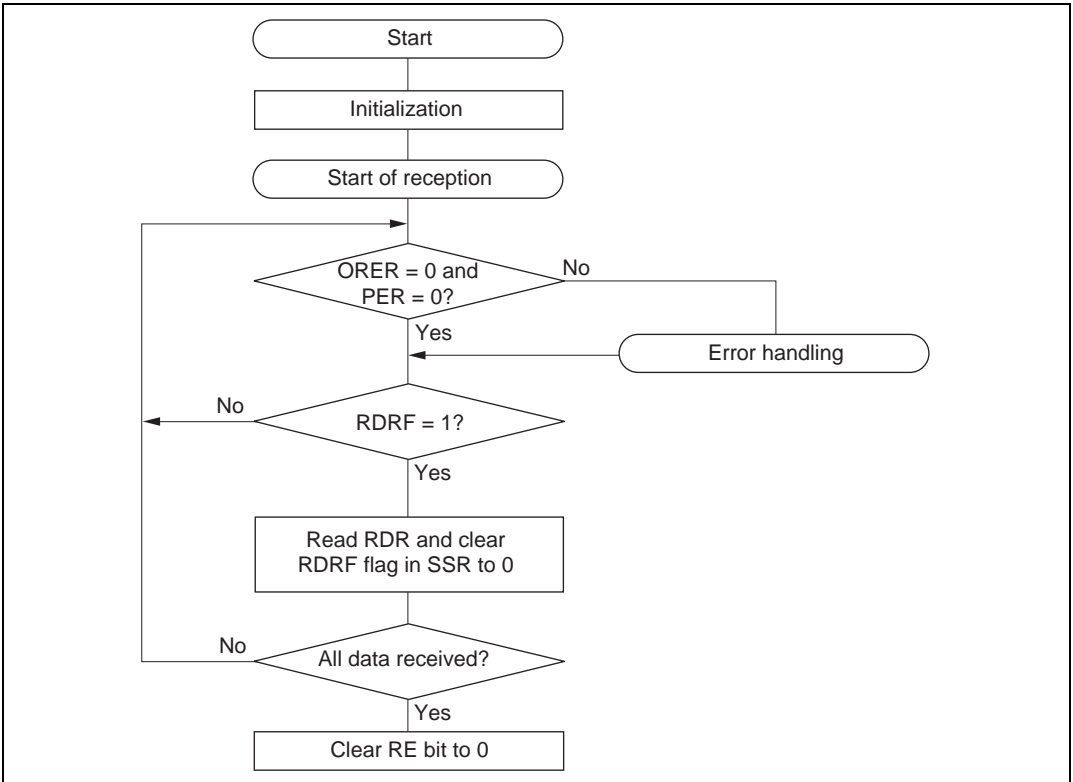 Start
Initialization
Start of reception
ORER = 0 and
PER = 0?
No
Yes
Error handling
No
RDRF = 1?
Yes
Read RDR and clear
RDRF flag in SSR to 0
No
All data received?
Yes
Clear RE bit to 0